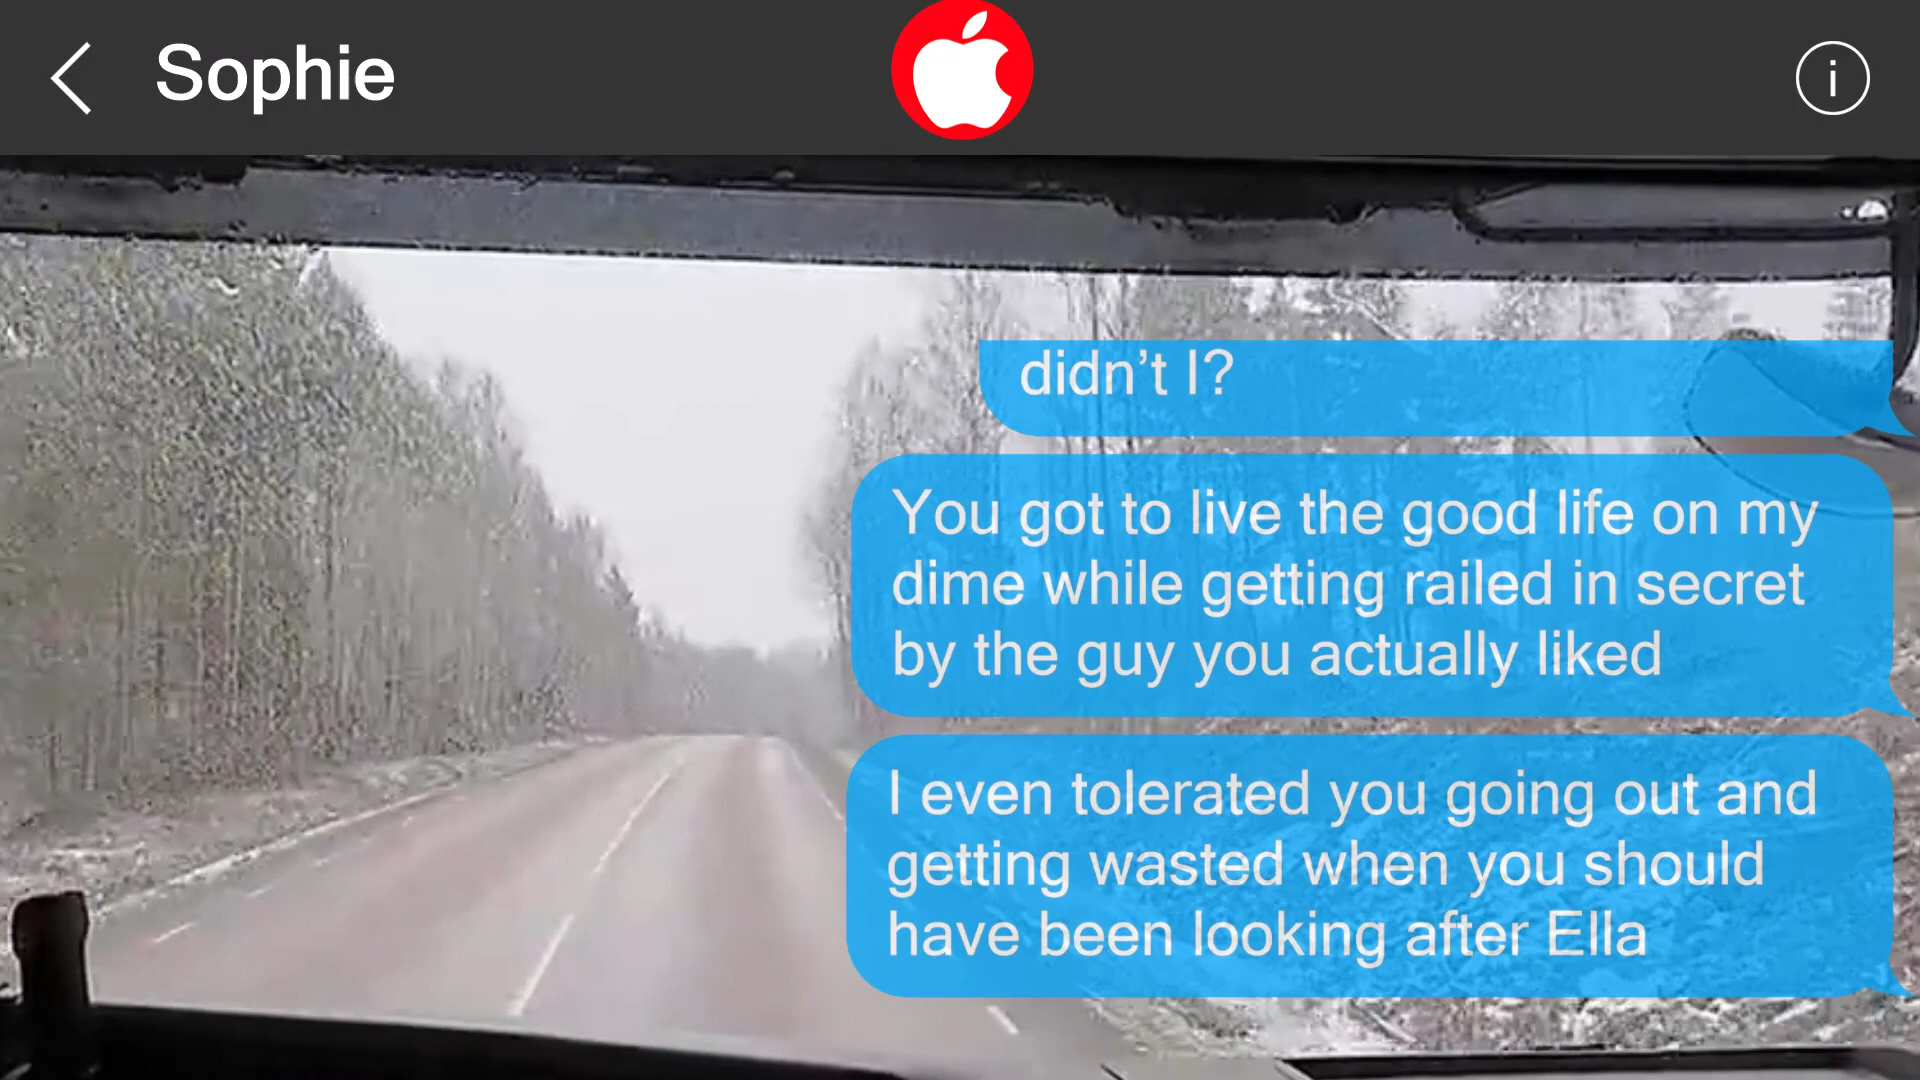 Sophie
i
didn't I?
You got to live the good life on my
dime while getting railed in secret
by the guy you actually liked
I even tolerated you going out and
getting wasted when you should
have been looking after Ella